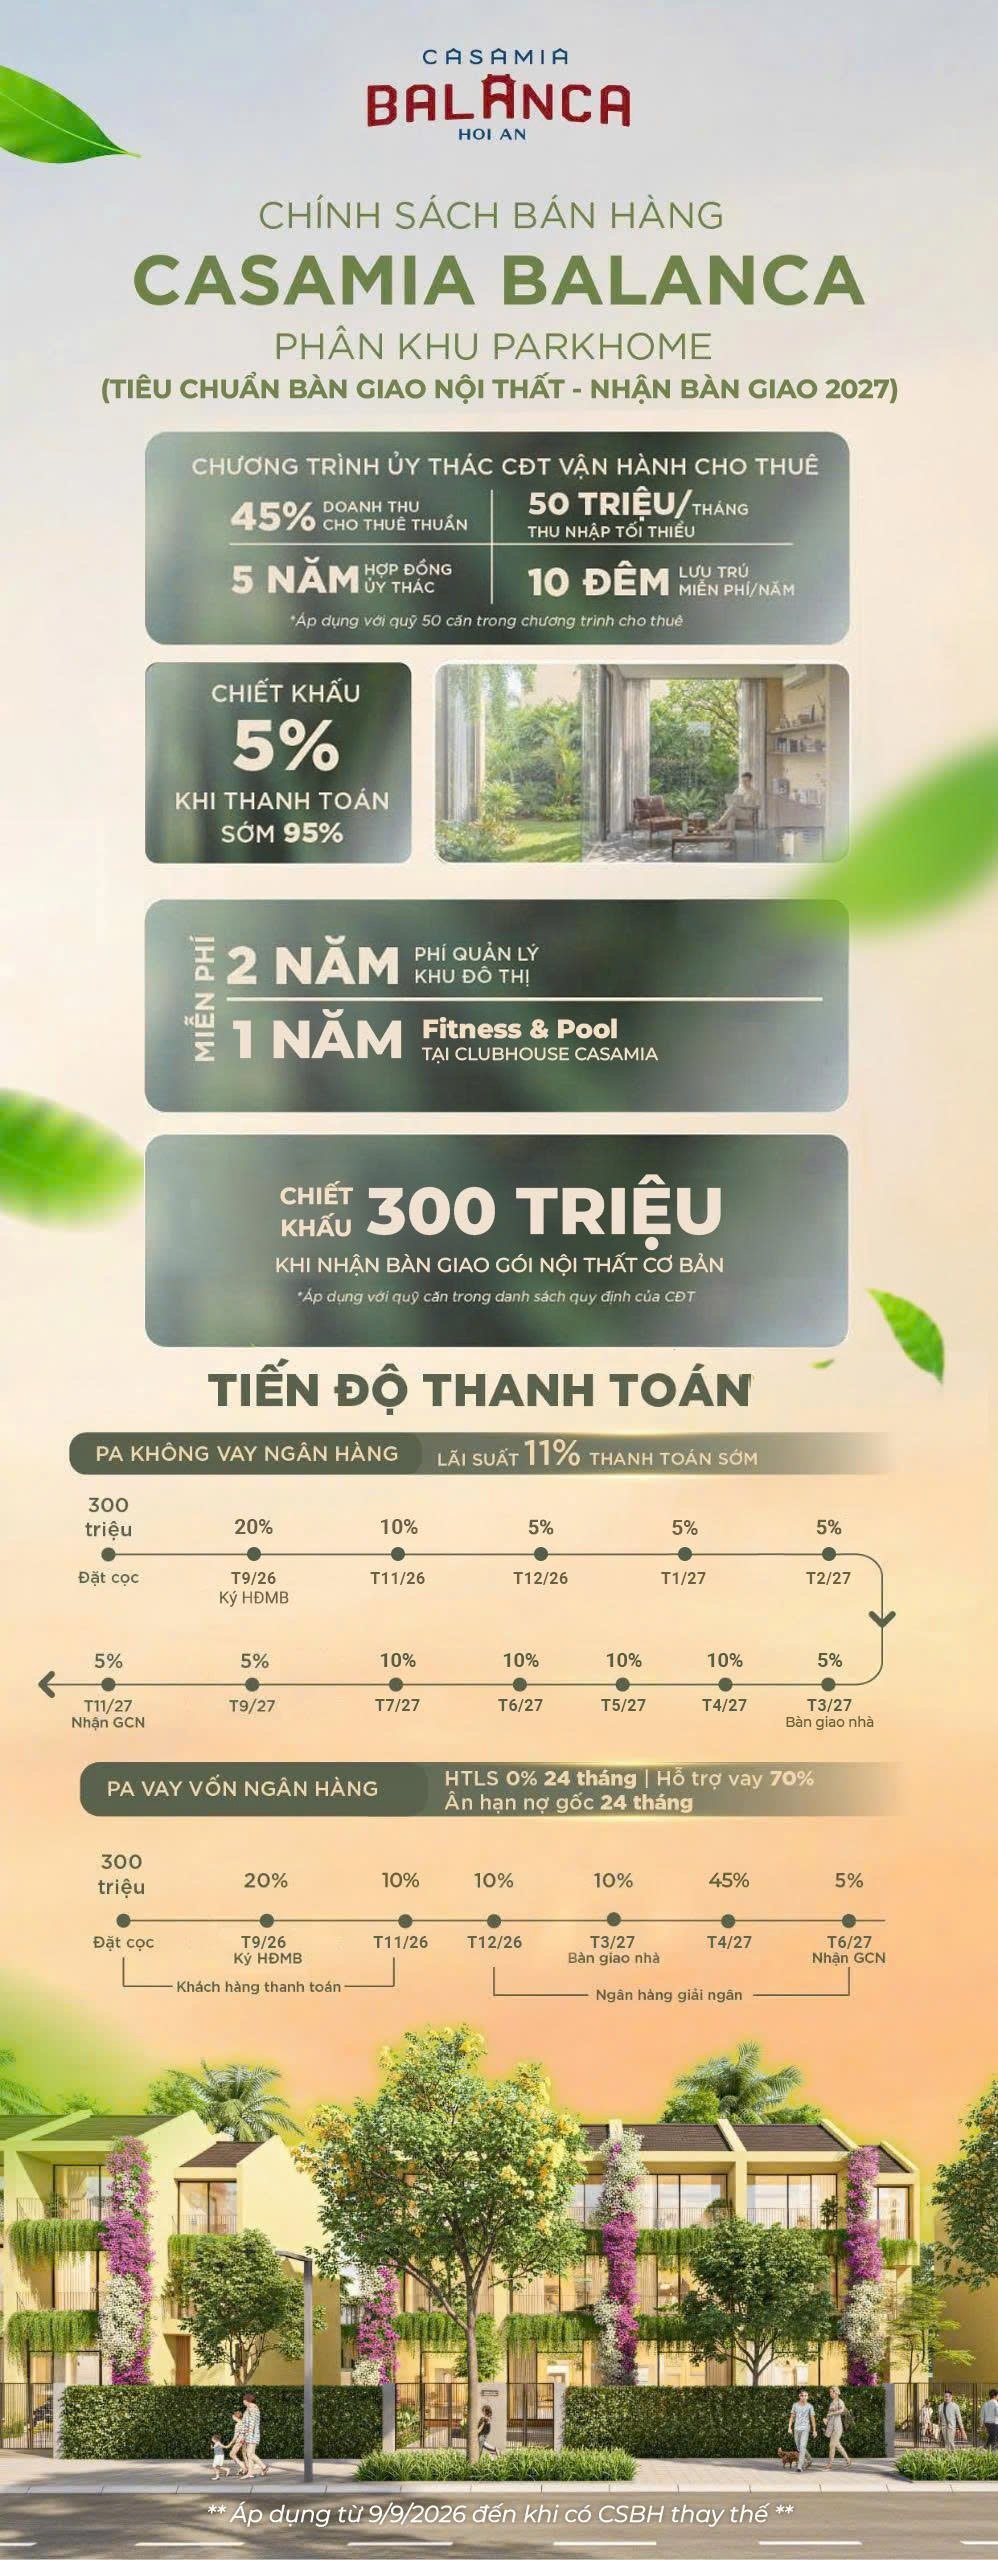 CASAMIA
BALANCA
HOI AN
CHÍNH SÁCH BÁN HÀNG
CASAMIA BALANCA
PHÂN KHU PARKHOME
(TIÊU CHUẨN BÀN GIAO NỘI THẤT - NHẬN BÀN GIAO 2027)
CHƯƠNG TRÌNH ỦY THÁC CĐT VẬN HÀNH CHO THUÊ
45% DOANH THU
CHO THUÊ THUẦN
50 TRIỆU/THÁNG
THU NHẬP TỐI THIỂU
5 NĂM HỢP ĐỒNG
ỦY THÁC
10 ĐÊM LƯU TRÚ
MIỄN PHÍ/NĂM
*Áp dụng với quỹ 50 căn trong chương trình cho thuê
CHIẾT KHẤU
5%
KHI THANH TOÁN
SỚM 95%
MIỄN PHÍ
2 NĂM PHÍ QUẢN LÝ
KHU ĐÔ THỊ
1 NĂM Fitness & Pool
TẠI CLUBHOUSE CASAMIA
CHIẾT
KHẤU 300 TRIỆU
KHI NHẬN BÀN GIAO GÓI NỘI THẤT CƠ BẢN
*Áp dụng với quỹ căn trong danh sách quy định của CĐT
TIẾN ĐỘ THANH TOÁN
PA KHÔNG VAY NGÂN HÀNG LÃI SUẤT 11% THANH TOÁN SỚM
300
triệu 20% 10% 5% 5% 5%
Đặt cọc T9/26 T11/26 T12/26 T1/27 T2/27
Ký HĐMB
5% 5% 10% 10% 10% 10% 5%
T11/27 T9/27 T7/27 T6/27 T5/27 T4/27 T3/27
Nhận GCN Bàn giao nhà
PA VAY VỐN NGÂN HÀNG
HTLS 0% 24 tháng | Hỗ trợ vay 70%
Ân hạn nợ gốc 24 tháng
300
triệu 20% 10% 10% 10% 45% 5%
Đặt cọc T9/26 T11/26 T12/26 T3/27 T4/27 T6/27
Ký HĐMB Bàn giao nhà Nhận GCN
Khách hàng thanh toán Ngân hàng giải ngân
** Áp dụng từ 9/9/2026 đến khi có CSBH thay thế **